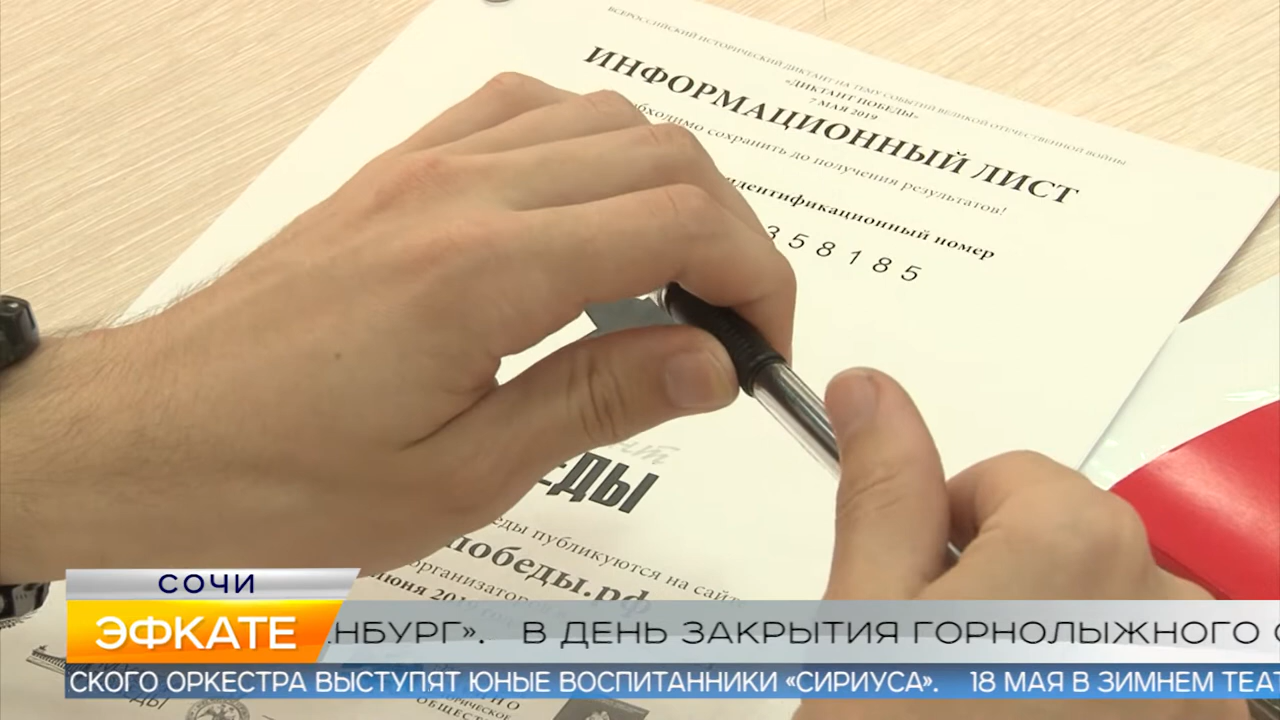 ВСЕРОССИЙСКИЙ ИСТОРИЧЕСКИЙ ДИКТАНТ НА ТЕМУ СОБЫТИЙ ВЕЛИКОЙ ОТЕЧЕСТВЕННОЙ ВОЙНЫ
«ДИКТАНТ ПОБЕДЫ»
7 МАЯ 2019
ИНФОРМАЦИОННЫЙ ЛИСТ
сохранить до получения результатов!
идентификационный номер
358185
ЕДЫ
публикуются на сайте
победы.рф
СОЧИ
ЭФКАТЕ
ЕНБУРГ». В ДЕНЬ ЗАКРЫТИЯ ГОРНОЛЫЖНОГО
СКОГО ОРКЕСТРА ВЫСТУПЯТ ЮНЫЕ ВОСПИТАННИКИ «СИРИУСА». 18 МАЯ В ЗИМНЕМ ТЕАТ